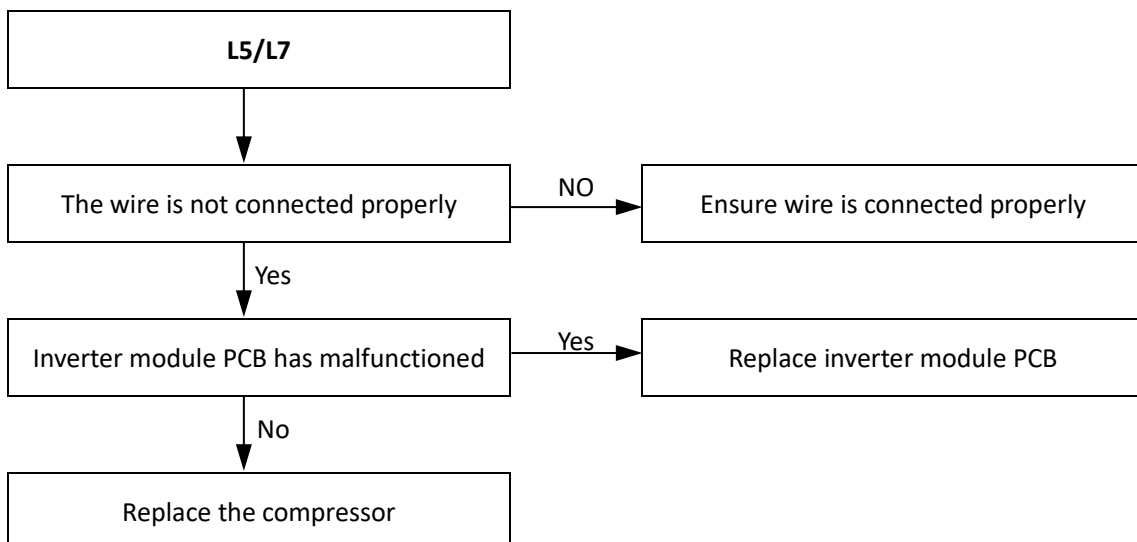 L5/L7
The wire is not connected properly
NO
Ensure wire is connected properly
Yes
Inverter module PCB has malfunctioned
Yes
Replace inverter module PCB
No
Replace the compressor